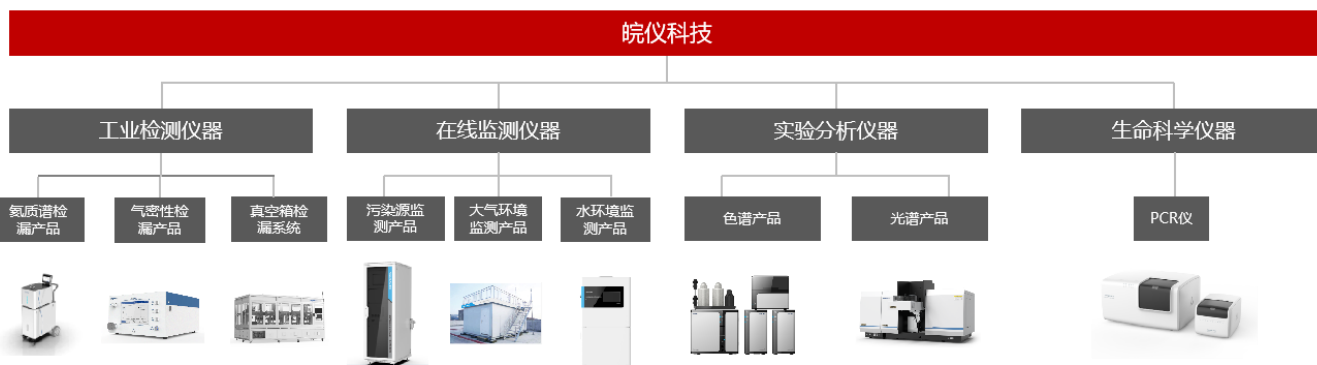 皖仪科技
工业检测仪器
在线监测仪器
实验分析仪器
生命科学仪器
氦质谱检
漏产品
气密性检
漏产品
真空箱检
漏系统
污染源监
测产品
大气环境
监测产品
水环境监
测产品
色谱产品
光谱产品
PCR仪